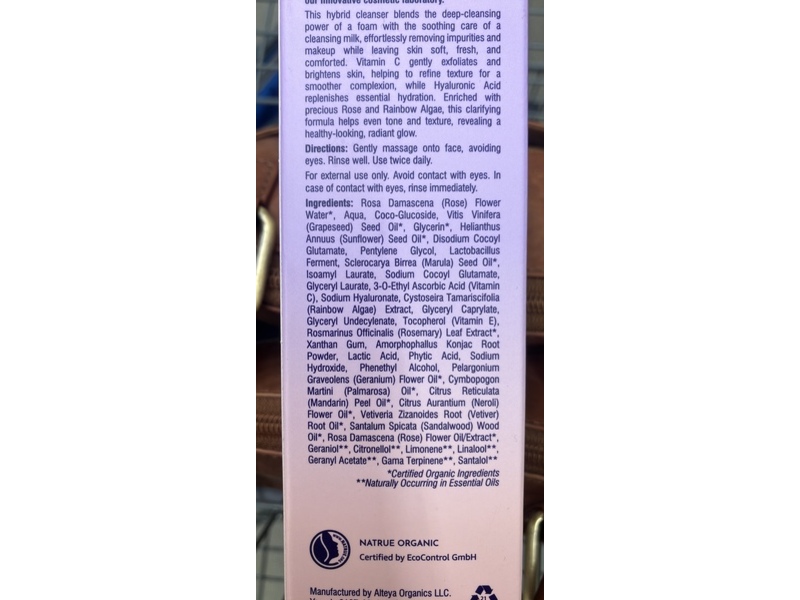 our innovative cosmetic laboratory.
This hybrid cleanser blends the deep-cleansing
power of a foam with the soothing care of a
cleansing milk, effortlessly removing impurities and
makeup while leaving skin soft, fresh, and
comforted. Vitamin C gently exfoliates and
brightens skin, helping to refine texture for a
smoother complexion, while Hyaluronic Acid
replenishes essential hydration. Enriched with
precious Rose and Rainbow Algae, this clarifying
formula helps even tone and texture, revealing a
healthy-looking, radiant glow.
Directions: Gently massage onto face, avoiding
eyes. Rinse well. Use twice daily.
For external use only. Avoid contact with eyes. In
case of contact with eyes, rinse immediately.
Ingredients: Rosa Damascena (Rose) Flower
Water*, Aqua, Coco-Glucoside, Vitis Vinifera
(Grapeseed) Seed Oil*, Glycerin*, Helianthus
Annuus (Sunflower) Seed Oil*, Disodium Cocoyl
Glutamate, Pentylene Glycol, Lactobacillus
Ferment, Sclerocarya Birrea (Marula) Seed Oil*,
Isoamyl Laurate, Sodium Cocoyl Glutamate,
Glyceryl Laurate, 3-O-Ethyl Ascorbic Acid (Vitamin
C), Sodium Hyaluronate, Cystoseira Tamariscifolia
(Rainbow Algae) Extract, Glyceryl Caprylate,
Glyceryl Undecylenate, Tocopherol (Vitamin E),
Rosmarinus Officinalis (Rosemary) Leaf Extract*,
Xanthan Gum, Amorphophallus Konjac Root
Powder, Lactic Acid, Phytic Acid, Sodium
Hydroxide, Phenethyl Alcohol, Pelargonium
Graveolens (Geranium) Flower Oil*, Cymbopogon
Martini (Palmarosa) Oil*, Citrus Reticulata
(Mandarin) Peel Oil*, Citrus Aurantium (Neroli)
Flower Oil*, Vetiveria Zizanoides Root (Vetiver)
Root Oil*, Santalum Spicata (Sandalwood) Wood
Oil*, Rosa Damascena (Rose) Flower Oil/Extract*,
Geraniol**, Citronellol**, Limonene**, Linalool**,
Geranyl Acetate**, Gama Terpinene**, Santalol**
*Certified Organic Ingredients
**Naturally Occurring in Essential Oils
NATRUE ORGANIC
Certified by EcoControl GmbH
Manufactured by Alteya Organics LLC.